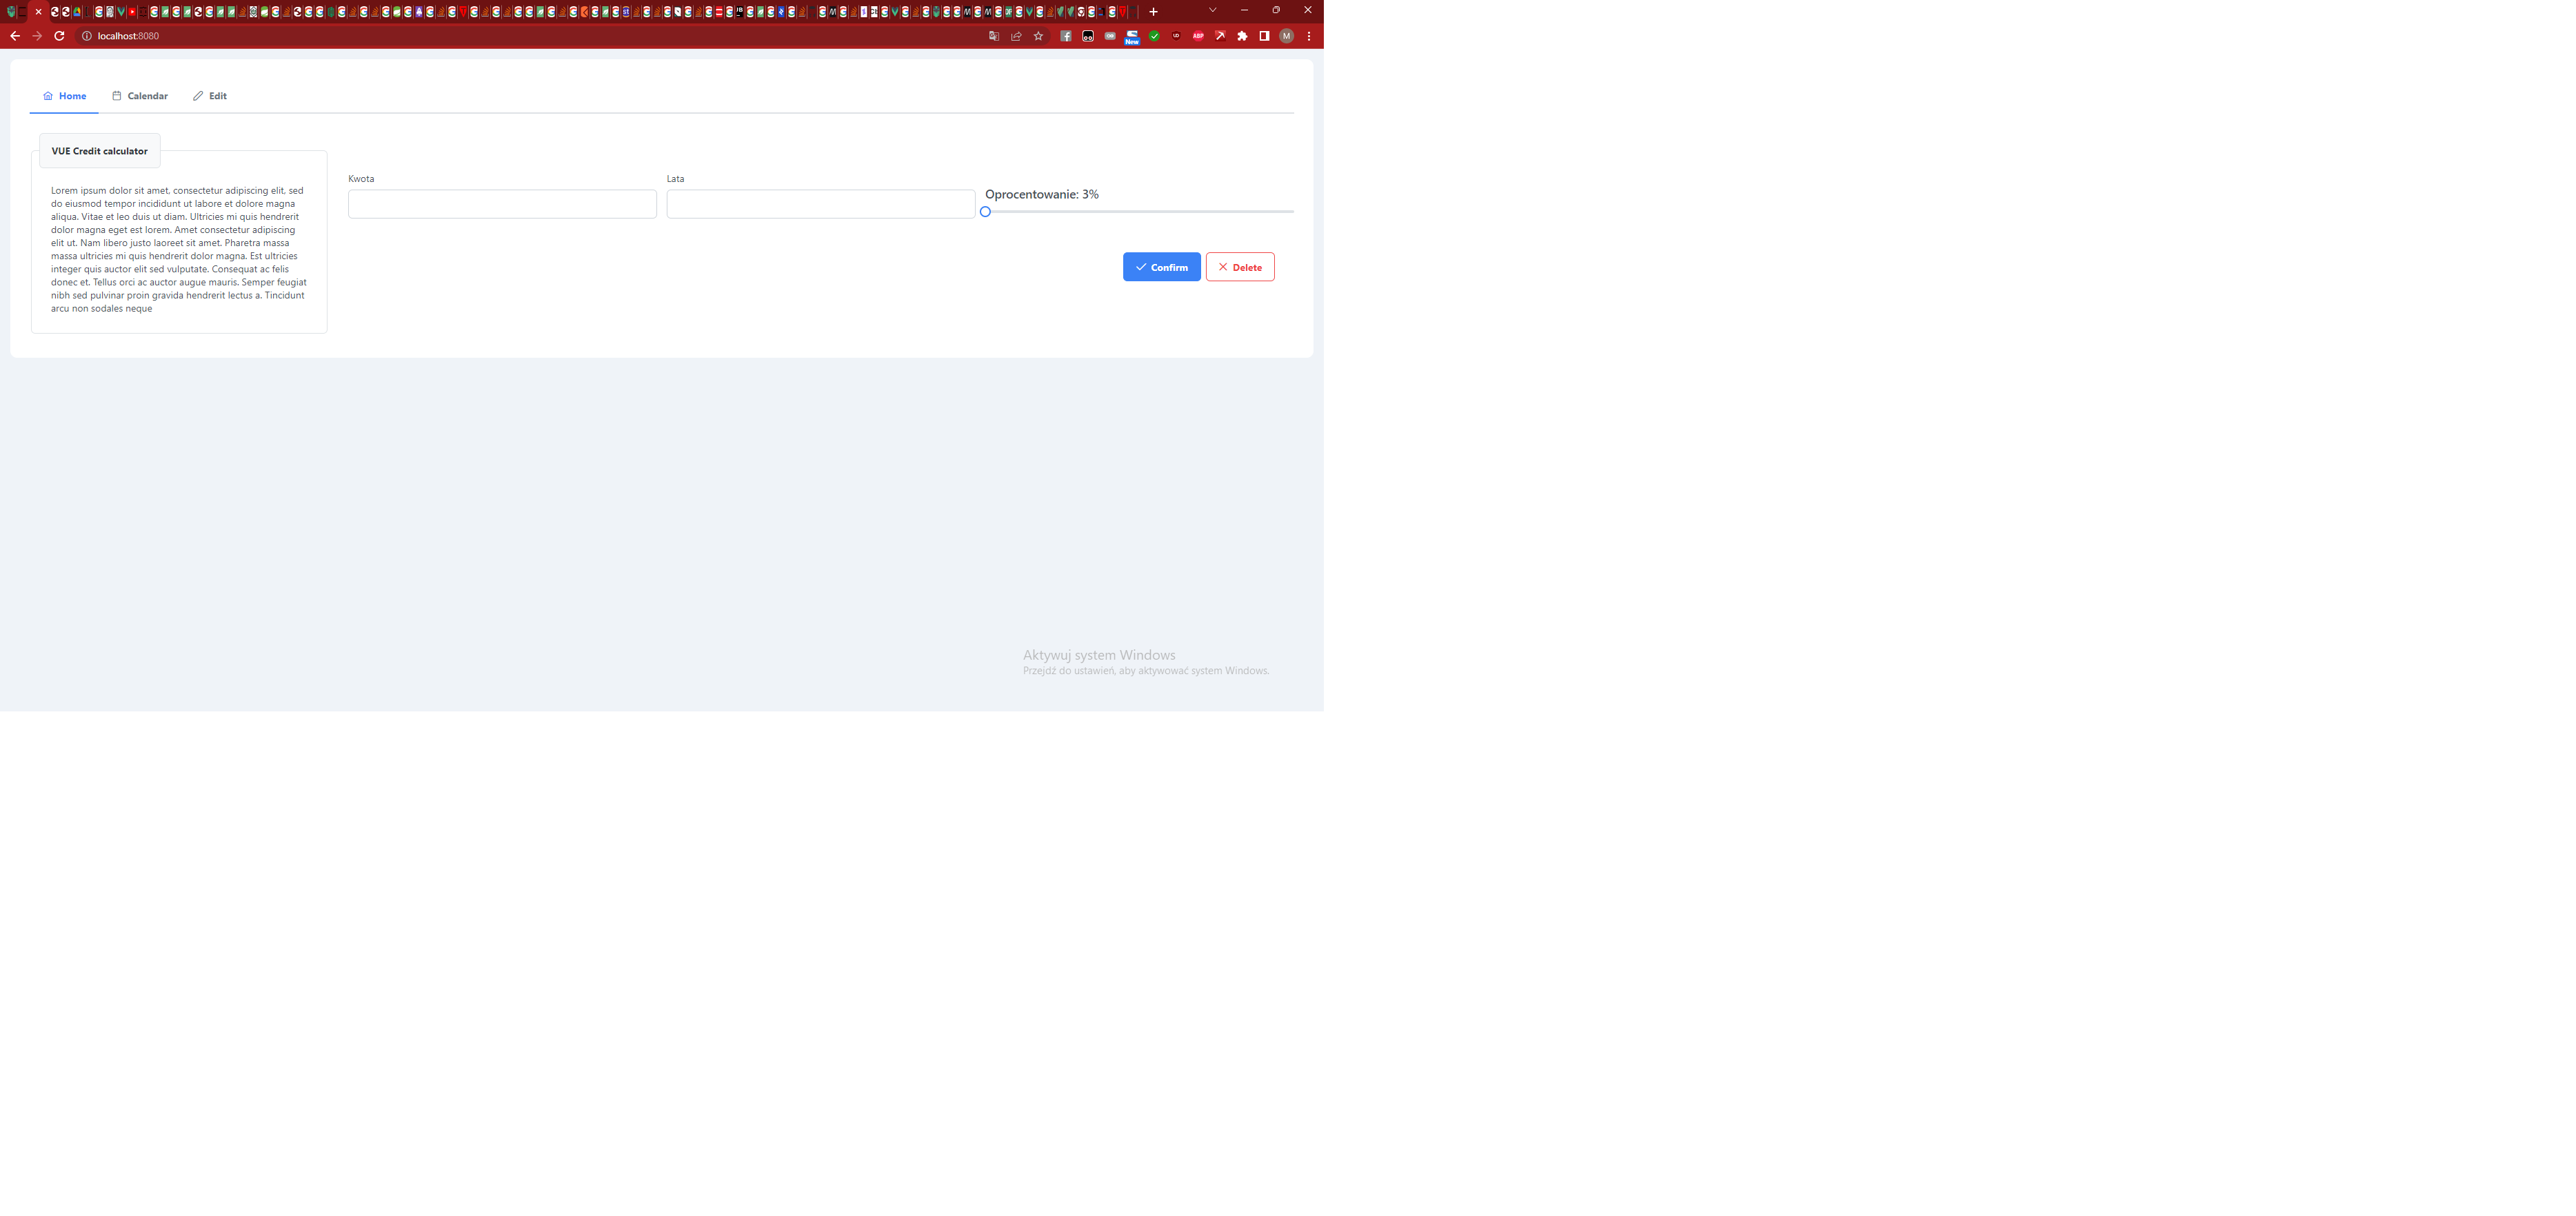 localhost:8080
New
ABP
M
Home
Calendar
Edit
VUE Credit calculator
Lorem ipsum dolor sit amet, consectetur adipiscing elit, sed
do eiusmod tempor incididunt ut labore et dolore magna
aliqua. Vitae et leo duis ut diam. Ultricies mi quis hendrerit
dolor magna eget est lorem. Amet consectetur adipiscing
elit ut. Nam libero justo laoreet sit amet. Pharetra massa
massa ultricies mi quis hendrerit dolor magna. Est ultricies
integer quis auctor elit sed vulputate. Consequat ac felis
donec et. Tellus orci ac auctor augue mauris. Semper feugiat
nibh sed pulvinar proin gravida hendrerit lectus a. Tincidunt
arcu non sodales neque
Kwota
Lata
Oprocentowanie: 3%
Confirm
Delete
Aktywuj system Windows
Przejdź do ustawień, aby aktywować system Windows.